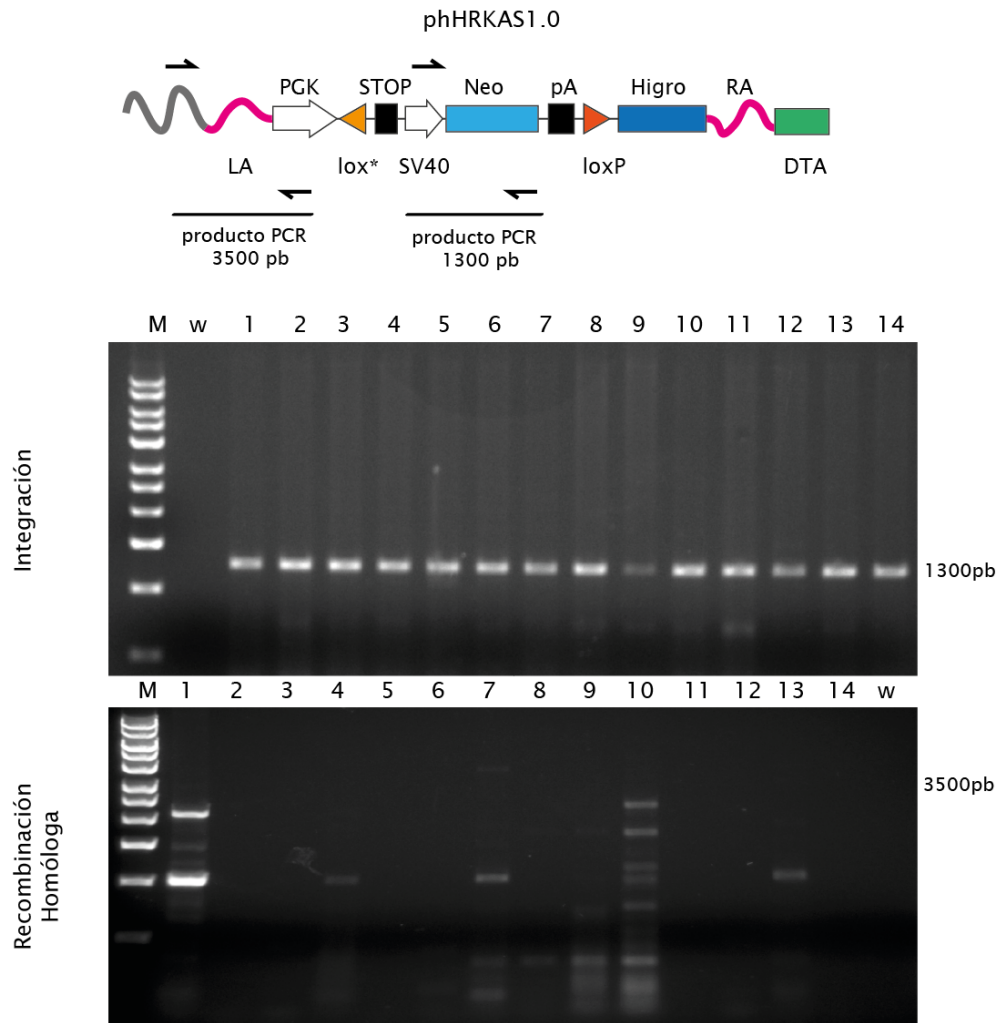 phHRKAS1.0
PGK STOP Neo pA Higro RA
LA lox* SV40 loxP DTA
producto PCR
3500 pb
producto PCR
1300 pb
M w 1 2 3 4 5 6 7 8 9 10 11 12 13 14
Integración
1300pb
M 1 2 3 4 5 6 7 8 9 10 11 12 13 14 w
3500pb
Recombinación
Homóloga